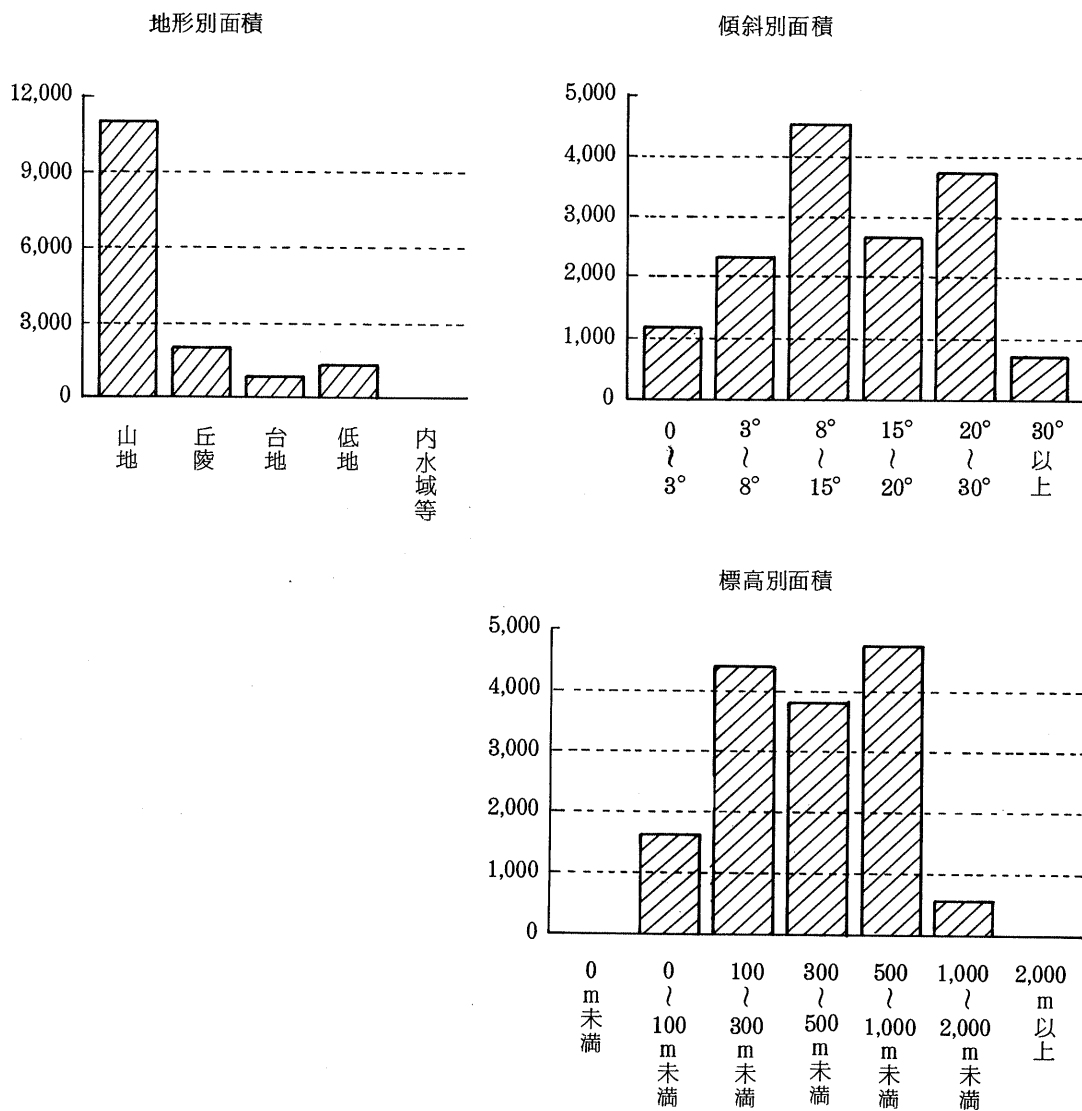 地形別面積
12,000
9,000
6,000
3,000
0
山地
丘陵
台地
低地
内水域等
傾斜別面積
5,000
4,000
3,000
2,000
1,000
0
0〜3°
3°〜8°
8°〜15°
15°〜20°
20°〜30°
30°以上
標高別面積
5,000
4,000
3,000
2,000
1,000
0
0m未満
0〜100m未満
100〜300m未満
300〜500m未満
500〜1,000m未満
1,000〜2,000m未満
2,000m以上